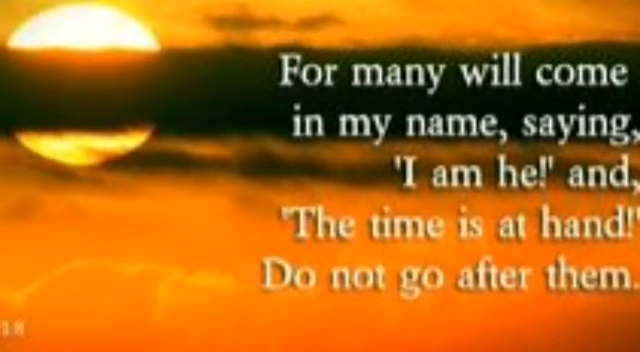 For many will come
in my name, saying,
'I am he!' and,
'The time is at hand!'
Do not go after them.